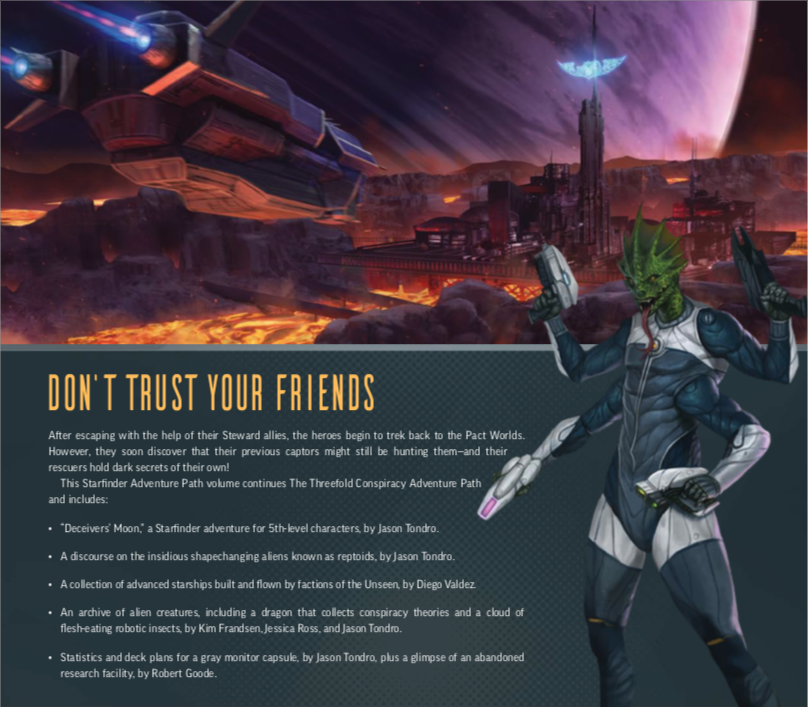 DON'T TRUST YOUR FRIENDS
After escaping with the help of their Steward allies, the heroes begin to trek back to the Pact Worlds.
However, they soon discover that their previous captors might still be hunting them—and their
rescuers hold dark secrets of their own!
This Starfinder Adventure Path volume continues The Threefold Conspiracy Adventure Path
and includes:
• "Deceivers' Moon," a Starfinder adventure for 5th-level characters, by Jason Tondro.
• A discourse on the insidious shapechanging aliens known as reptoids, by Jason Tondro.
• A collection of advanced starships built and flown by factions of the Unseen, by Diego Valdez.
• An archive of alien creatures, including a dragon that collects conspiracy theories and a cloud of
flesh-eating robotic insects, by Kim Frandsen, Jessica Ross, and Jason Tondro.
• Statistics and deck plans for a gray monitor capsule, by Jason Tondro, plus a glimpse of an abandoned
research facility, by Robert Goode.